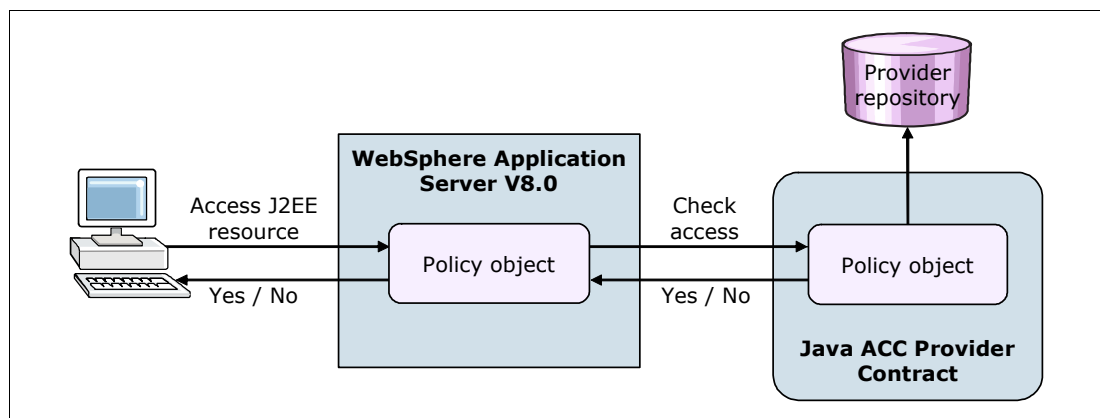 Provider
repository
WebSphere Application
Server V8.0
Access J2EE
resource
Check
access
Policy object
Policy object
Yes / No
Yes / No
Java ACC Provider
Contract